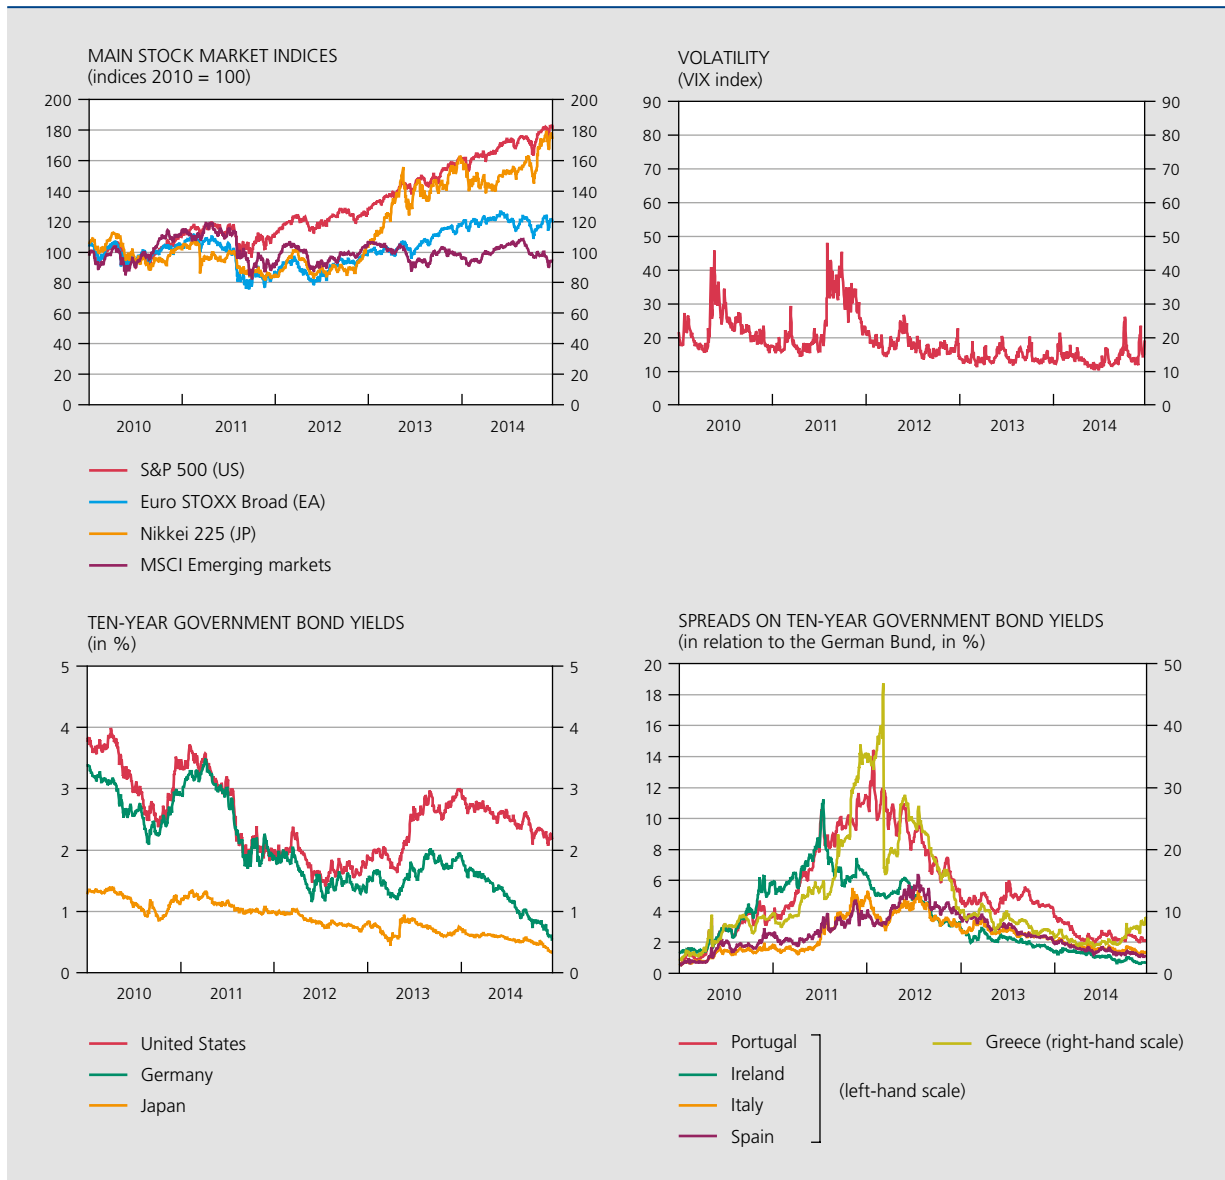 MAIN STOCK MARKET INDICES
(indices 2010 = 100)
200 200
180 180
160 160
140 140
120 120
100 100
80 80
60 60
40 40
20 20
0 0
2010 2011 2012 2013 2014
S&P 500 (US)
Euro STOXX Broad (EA)
Nikkei 225 (JP)
MSCI Emerging markets
VOLATILITY
(VIX index)
90 90
80 80
70 70
60 60
50 50
40 40
30 30
20 20
10 10
0 0
2010 2011 2012 2013 2014
TEN-YEAR GOVERNMENT BOND YIELDS
(in %)
5 5
4 4
3 3
2 2
1 1
0 0
2010 2011 2012 2013 2014
United States
Germany
Japan
SPREADS ON TEN-YEAR GOVERNMENT BOND YIELDS
(in relation to the German Bund, in %)
20 50
18
16 40
14
12 30
10
8 20
6
4 10
2
0 0
2010 2011 2012 2013 2014
Portugal
Ireland
Italy
Spain
(left-hand scale)
Greece (right-hand scale)